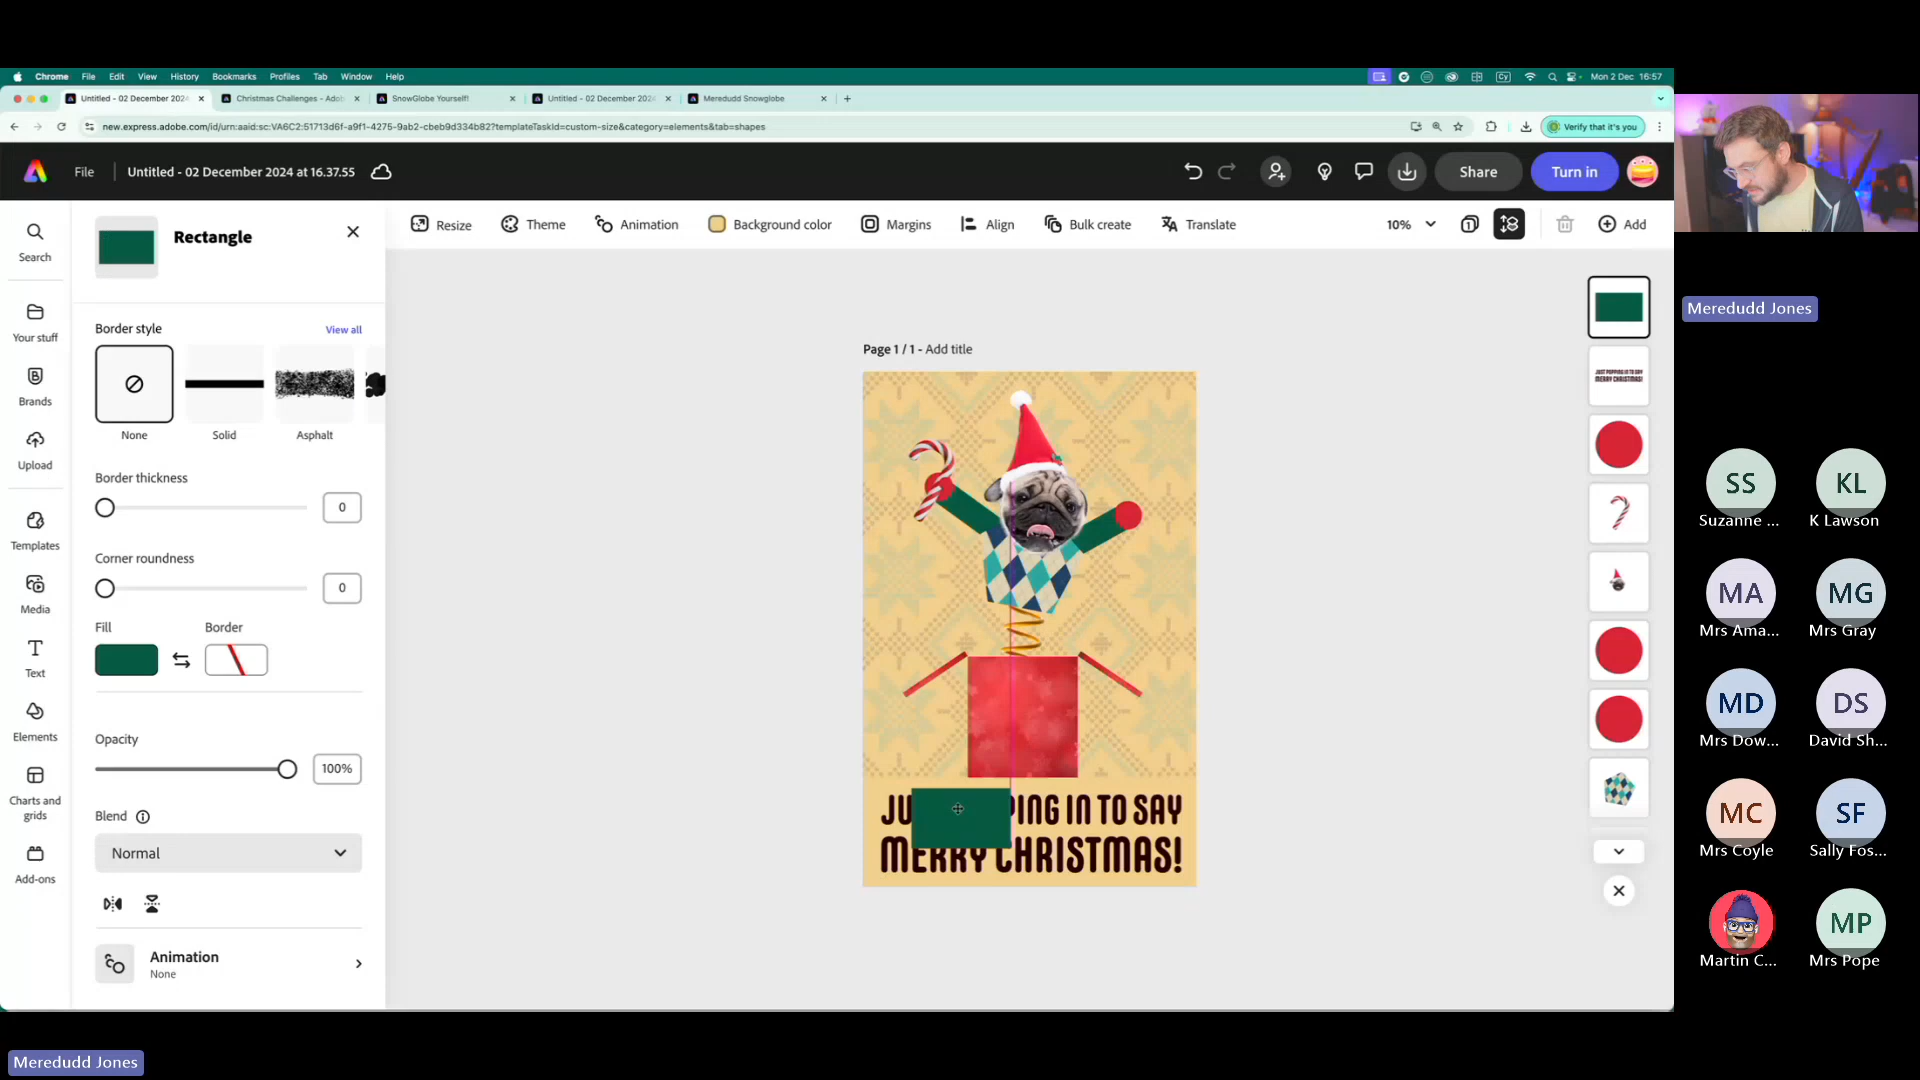 Chrome File Edit View History Bookmarks Profiles Tab Window Help
Mon 2 Dec 16:57
Untitled - 02 December 2024
Christmas Challenges - Adob
SnowGlobe Yourself!
Untitled - 02 December 2024
Meredudd Snowglobe
new.express.adobe.com/id/urn:aaid:sc:VA6C2:51713d6f-a9f1-4275-9ab2-cbeb9d334b82?templateTaskId=custom-size&category=elements&tab=shapes
Verify that it's you
File
Untitled - 02 December 2024 at 16.37.55
Share
Turn in
Search
Your stuff
Brands
Upload
Templates
Media
Text
Elements
Charts and
grids
Add-ons
Rectangle
Border style
View all
None
Solid
Asphalt
Border thickness
0
Corner roundness
0
Fill
Border
Opacity
100%
Blend
Normal
Animation
None
Resize
Theme
Animation
Background color
Margins
Align
Bulk create
Translate
10%
Add
Page 1 / 1 - Add title
JU PING IN TO SAY
MERRY CHRISTMAS!
JUST POPPING IN TO SAY
MERRY CHRISTMAS!
Meredudd Jones
SS
Suzanne ...
KL
K Lawson
MA
Mrs Ama...
MG
Mrs Gray
MD
Mrs Dow...
DS
David Sh...
MC
Mrs Coyle
SF
Sally Fos...
Martin C...
MP
Mrs Pope
Meredudd Jones